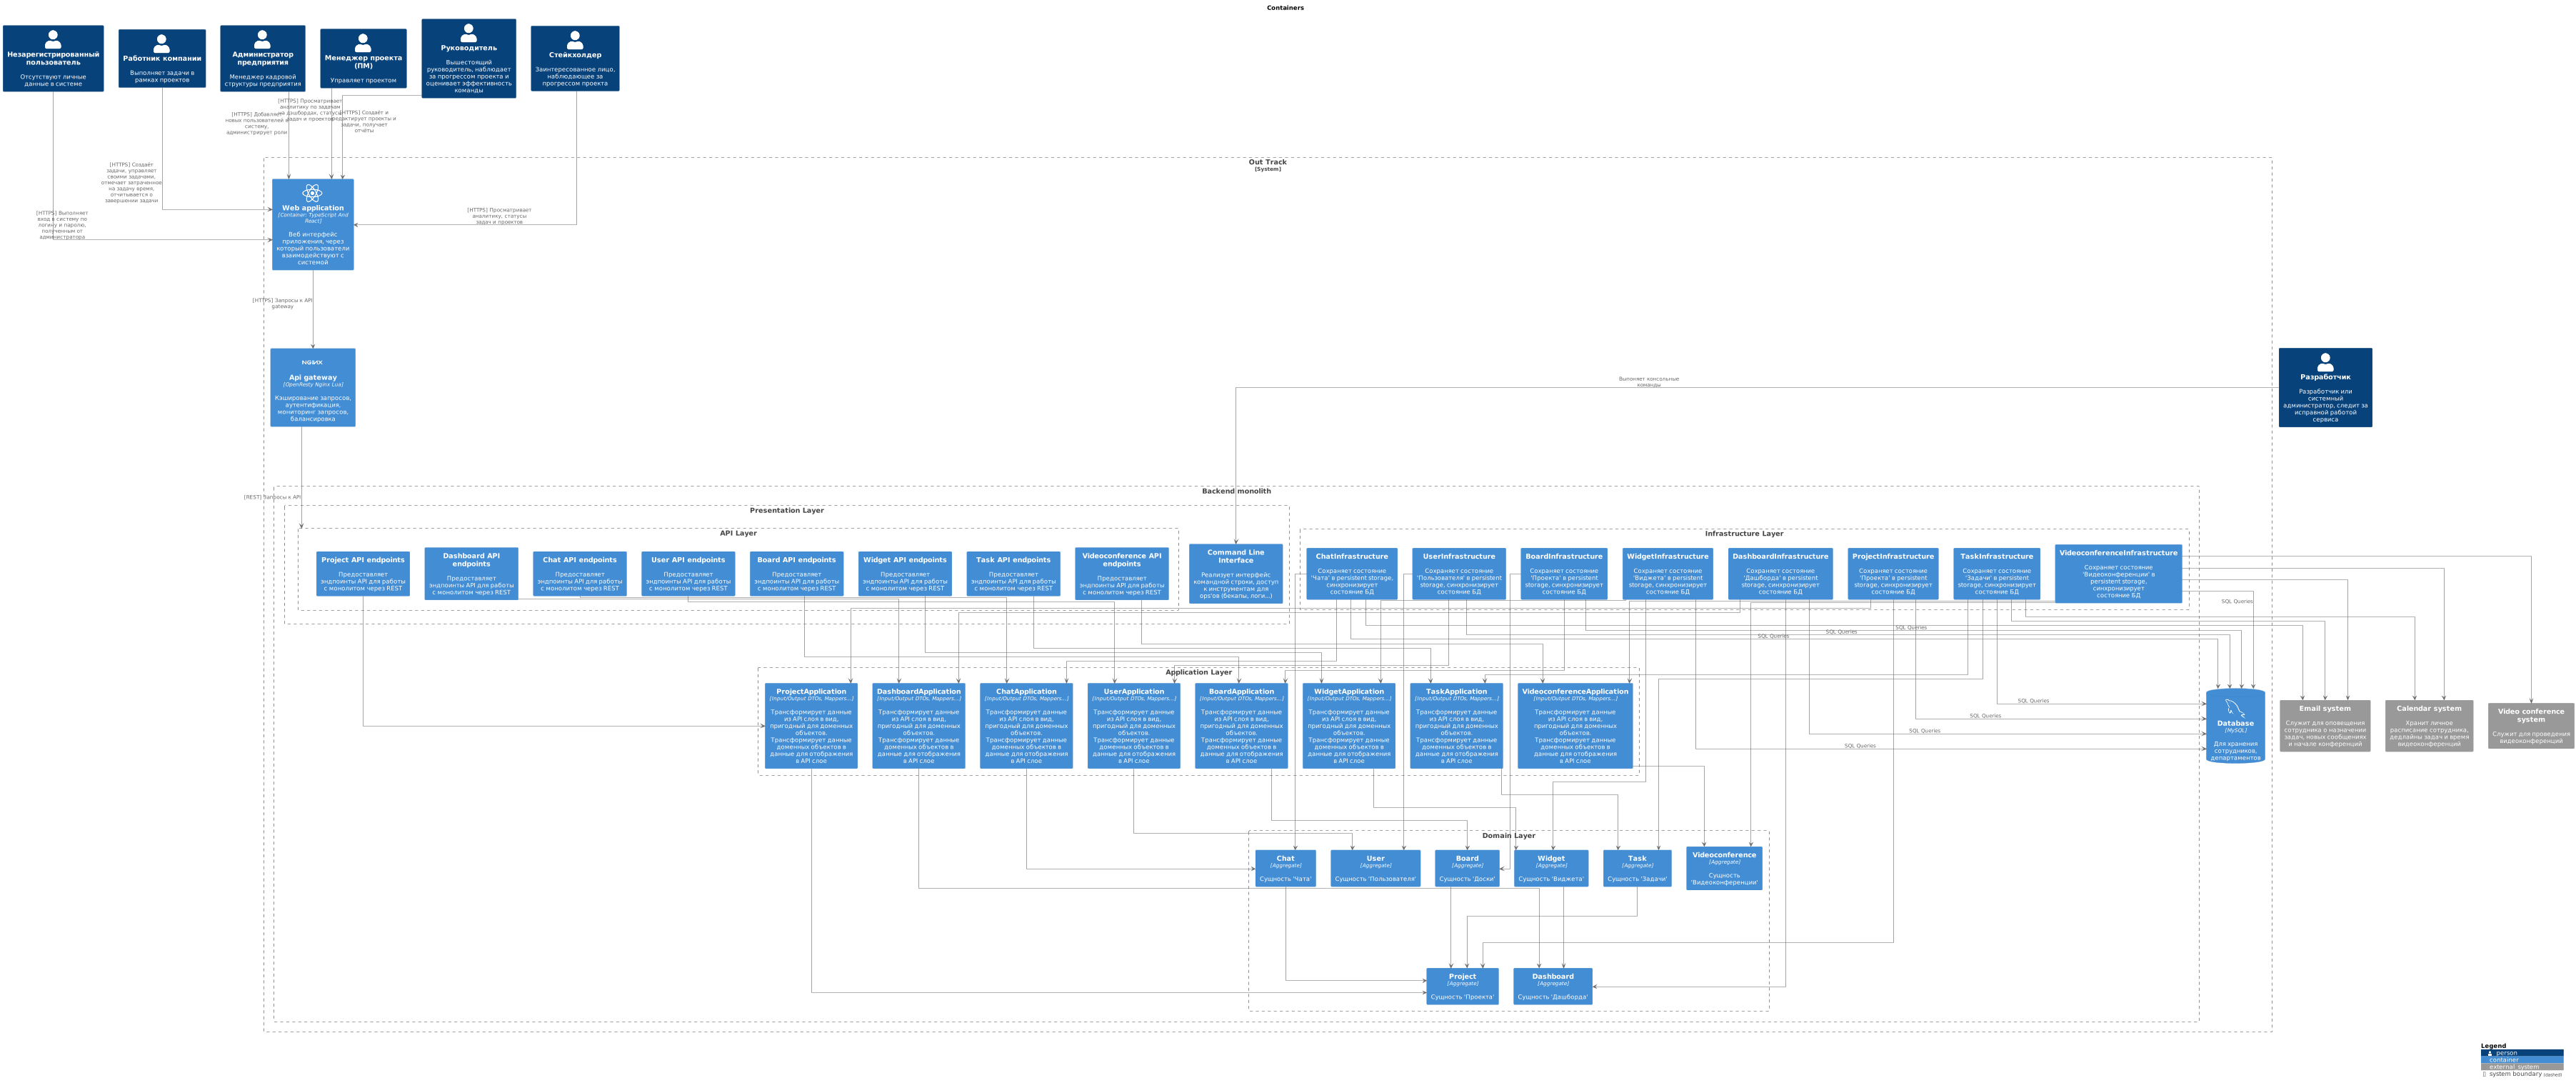 Containers
Незарегистрированный
пользователь
Отсутствуют личные
данные в системе
Работник компании
Выполняет задачи в
рамках проектов
Администратор
предприятия
Менеджер кадровой
структуры предприятия
Менеджер проекта
(ПМ)
Управляет проектом
Руководитель
Вышестоящий
руководитель, наблюдает
за прогрессом проекта и
оценивает эффективность
команды
Стейкхолдер
Заинтересованное лицо,
наблюдающее за
прогрессом проекта
[HTTPS] Добавляет
новых пользователей в
систему,
администрирует роли
[HTTPS] Просматривает
аналитику по задачам
на дашбордах, статусы
задач и проектов
[HTTPS] Создаёт и
редактирует проекты и
задачи, получает
отчёты
[HTTPS] Создаёт
задачи, управляет
своими задачами,
отмечает затраченное
на задачу время,
отчитывается о
завершении задачи
[HTTPS] Выполняет
вход в систему по
логину и паролю,
полученным от
администратора
[HTTPS] Просматривает
аналитику, статусы
задач и проектов
Out Track
[System]
Web application
[Container: TypeScript And
React]
Веб интерфейс
приложения, через
который пользователи
взаимодействуют с
системой
[HTTPS] Запросы к API
gateway
NGINX
Api gateway
[OpenResty Nginx Lua]
Кэширование запросов,
аутентификация,
мониторинг запросов,
балансировка
Выпоняет консольные
команды
Разработчик
Разработчик или
системный
администратор, следит за
исправной работой
сервиса
[REST] Запросы к API
Backend monolith
Presentation Layer
API Layer
Project API endpoints
Предоставляет
эндпоинты API для работы
с монолитом через REST
Dashboard API
endpoints
Предоставляет
эндпоинты API для работы
с монолитом через REST
Chat API endpoints
Предоставляет
эндпоинты API для работы
с монолитом через REST
User API endpoints
Предоставляет
эндпоинты API для работы
с монолитом через REST
Board API endpoints
Предоставляет
эндпоинты API для работы
с монолитом через REST
Widget API endpoints
Предоставляет
эндпоинты API для работы
с монолитом через REST
Task API endpoints
Предоставляет
эндпоинты API для работы
с монолитом через REST
Videoconference API
endpoints
Предоставляет
эндпоинты API для работы
с монолитом через REST
Command Line
Interface
Реализует интерфейс
командной строки, доступ
к инструментам для
ops'ов (бекапы, логи...)
Infrastructure Layer
ChatInfrastructure
Сохраняет состояние
'Чата' в persistent storage,
синхронизирует
состояние БД
UserInfrastructure
Сохраняет состояние
'Пользователя' в persistent
storage, синхронизирует
состояние БД
BoardInfrastructure
Сохраняет состояние
'Проекта' в persistent
storage, синхронизирует
состояние БД
WidgetInfrastructure
Сохраняет состояние
'Виджета' в persistent
storage, синхронизирует
состояние БД
DashboardInfrastructure
Сохраняет состояние
'Дашборда' в persistent
storage, синхронизирует
состояние БД
ProjectInfrastructure
Сохраняет состояние
'Проекта' в persistent
storage, синхронизирует
состояние БД
TaskInfrastructure
Сохраняет состояние
'Задачи' в persistent
storage, синхронизирует
состояние БД
VideoconferenceInfrastructure
Сохраняет состояние
'Видеоконференции' в
persistent storage,
синхронизирует
состояние БД
SQL Queries
SQL Queries
SQL Queries
SQL Queries
SQL Queries
SQL Queries
SQL Queries
SQL Queries
Application Layer
ProjectApplication
[Input/Output DTOs, Mappers...]
Трансформирует данные
из API слоя в вид,
пригодный для доменных
объектов.
Трансформирует данные
доменных объектов в
данные для отображения
в API слое
DashboardApplication
[Input/Output DTOs, Mappers...]
Трансформирует данные
из API слоя в вид,
пригодный для доменных
объектов.
Трансформирует данные
доменных объектов в
данные для отображения
в API слое
ChatApplication
[Input/Output DTOs, Mappers...]
Трансформирует данные
из API слоя в вид,
пригодный для доменных
объектов.
Трансформирует данные
доменных объектов в
данные для отображения
в API слое
UserApplication
[Input/Output DTOs, Mappers...]
Трансформирует данные
из API слоя в вид,
пригодный для доменных
объектов.
Трансформирует данные
доменных объектов в
данные для отображения
в API слое
BoardApplication
[Input/Output DTOs, Mappers...]
Трансформирует данные
из API слоя в вид,
пригодный для доменных
объектов.
Трансформирует данные
доменных объектов в
данные для отображения
в API слое
WidgetApplication
[Input/Output DTOs, Mappers...]
Трансформирует данные
из API слоя в вид,
пригодный для доменных
объектов.
Трансформирует данные
доменных объектов в
данные для отображения
в API слое
TaskApplication
[Input/Output DTOs, Mappers...]
Трансформирует данные
из API слоя в вид,
пригодный для доменных
объектов.
Трансформирует данные
доменных объектов в
данные для отображения
в API слое
VideoconferenceApplication
[Input/Output DTOs, Mappers...]
Трансформирует данные
из API слоя в вид,
пригодный для доменных
объектов.
Трансформирует данные
доменных объектов в
данные для отображения
в API слое
Database
[MySQL]
Для хранения
сотрудников,
департаментов
Email system
Служит для оповещения
сотрудника о назначении
задач, новых сообщениях
и начале конференций
Calendar system
Хранит личное
расписание сотрудника,
дедлайны задач и время
видеоконференций
Video conference
system
Служит для проведения
видеоконференций
Domain Layer
Chat
[Aggregate]
Сущность 'Чата'
User
[Aggregate]
Сущность 'Пользователя'
Board
[Aggregate]
Сущность 'Доски'
Widget
[Aggregate]
Сущность 'Виджета'
Task
[Aggregate]
Сущность 'Задачи'
Videoconference
[Aggregate]
Сущность
'Видеоконференции'
Project
[Aggregate]
Сущность 'Проекта'
Dashboard
[Aggregate]
Сущность 'Дашборда'
Legend
person
container
external_system
system boundary (dashed)